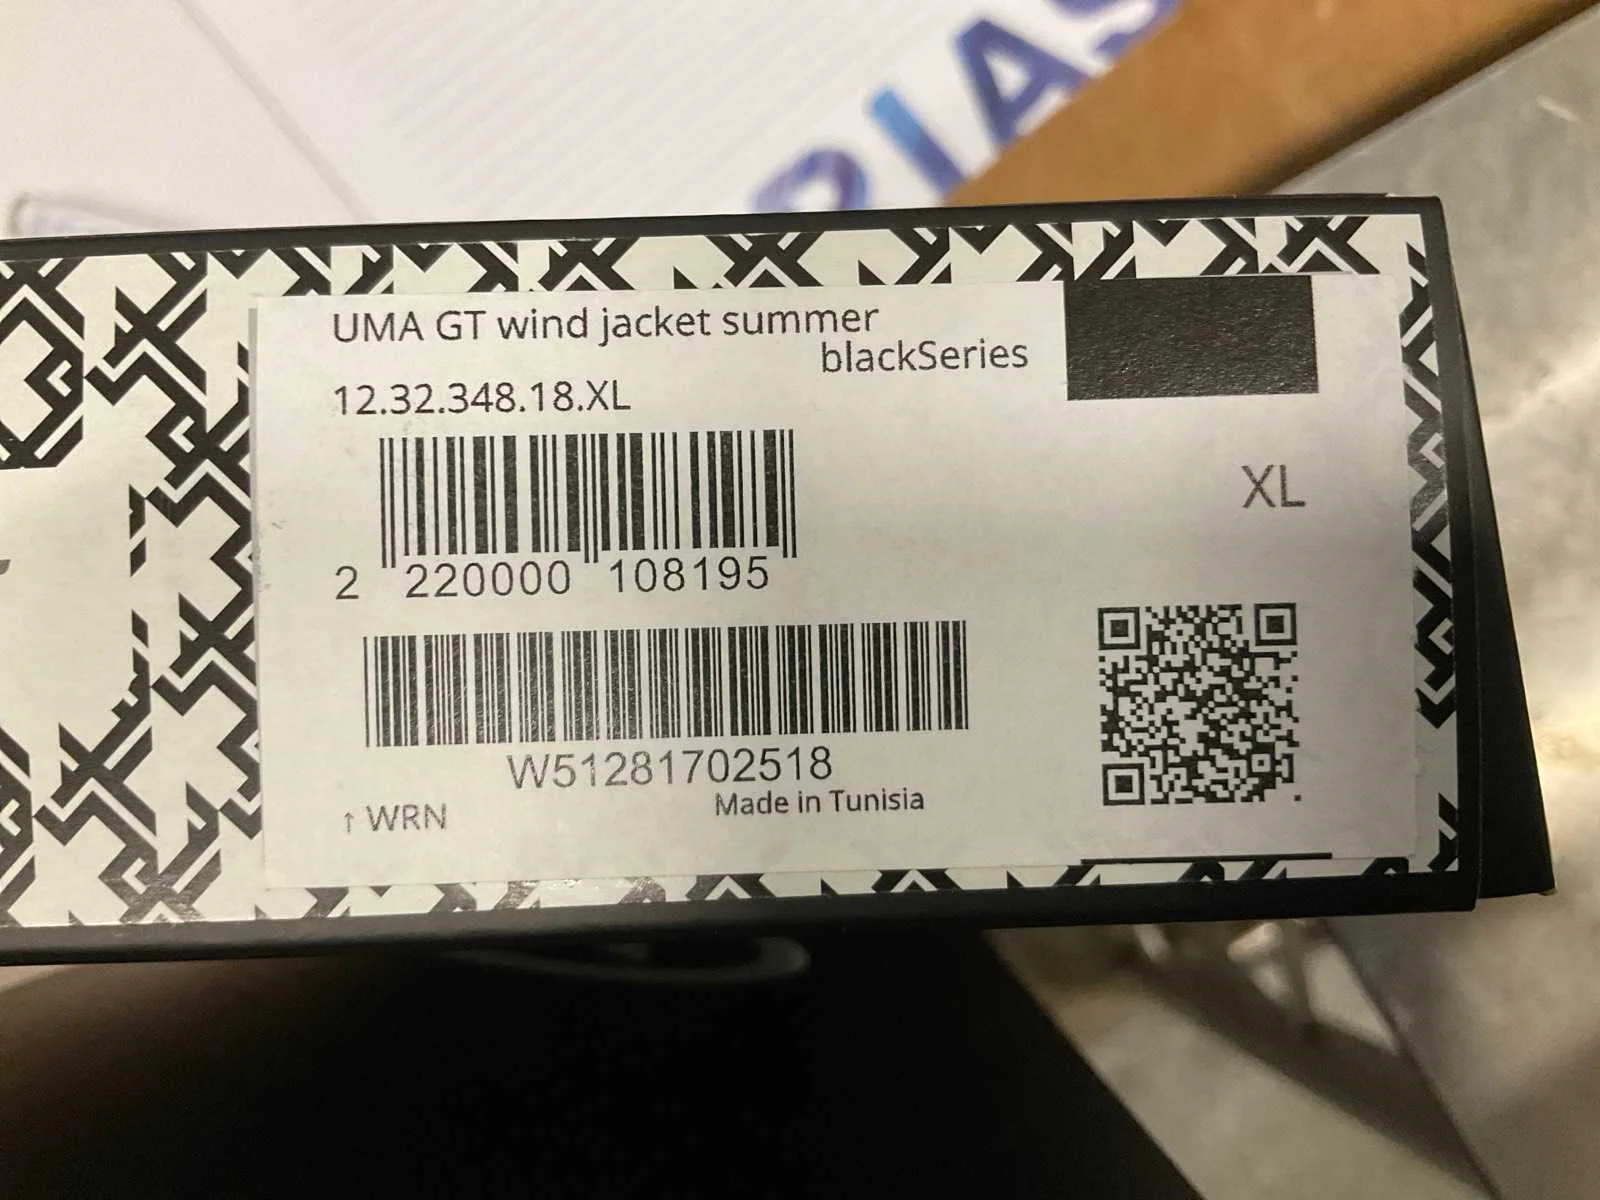 UMA GT wind jacket summer
blackSeries
12.32.348.18.XL
XL
2 220000 108195
W51281702518
Made in Tunisia
↑ WRN